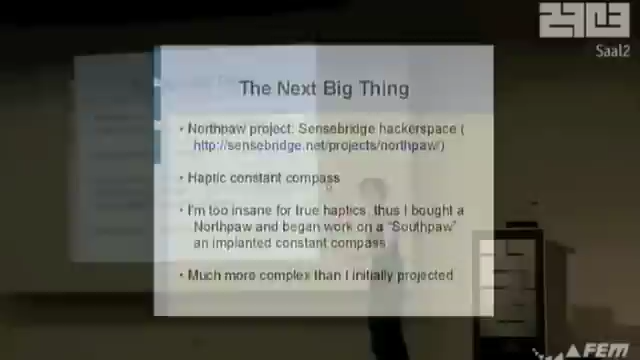 29C3
Saal2
The Next Big Thing
• Northpaw project: Sensebridge hackerspace (
http://sensebridge.net/projects/northpaw/)
• Haptic constant compass
• I'm too insane for true haptics, thus I bought a
Northpaw and began work on a "Southpaw"
an implanted constant compass
• Much more complex than I initially projected
FEM